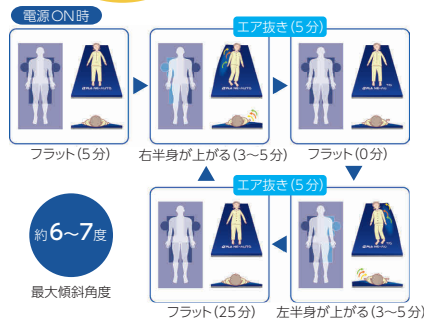 電源ON時
エア抜き(5分)
フラット(5分)
右半身が上がる(3~5分)
フラット(0分)
エア抜き(5分)
約6~7度
最大傾斜角度
フラット(25分)
左半身が上がる(3~5分)